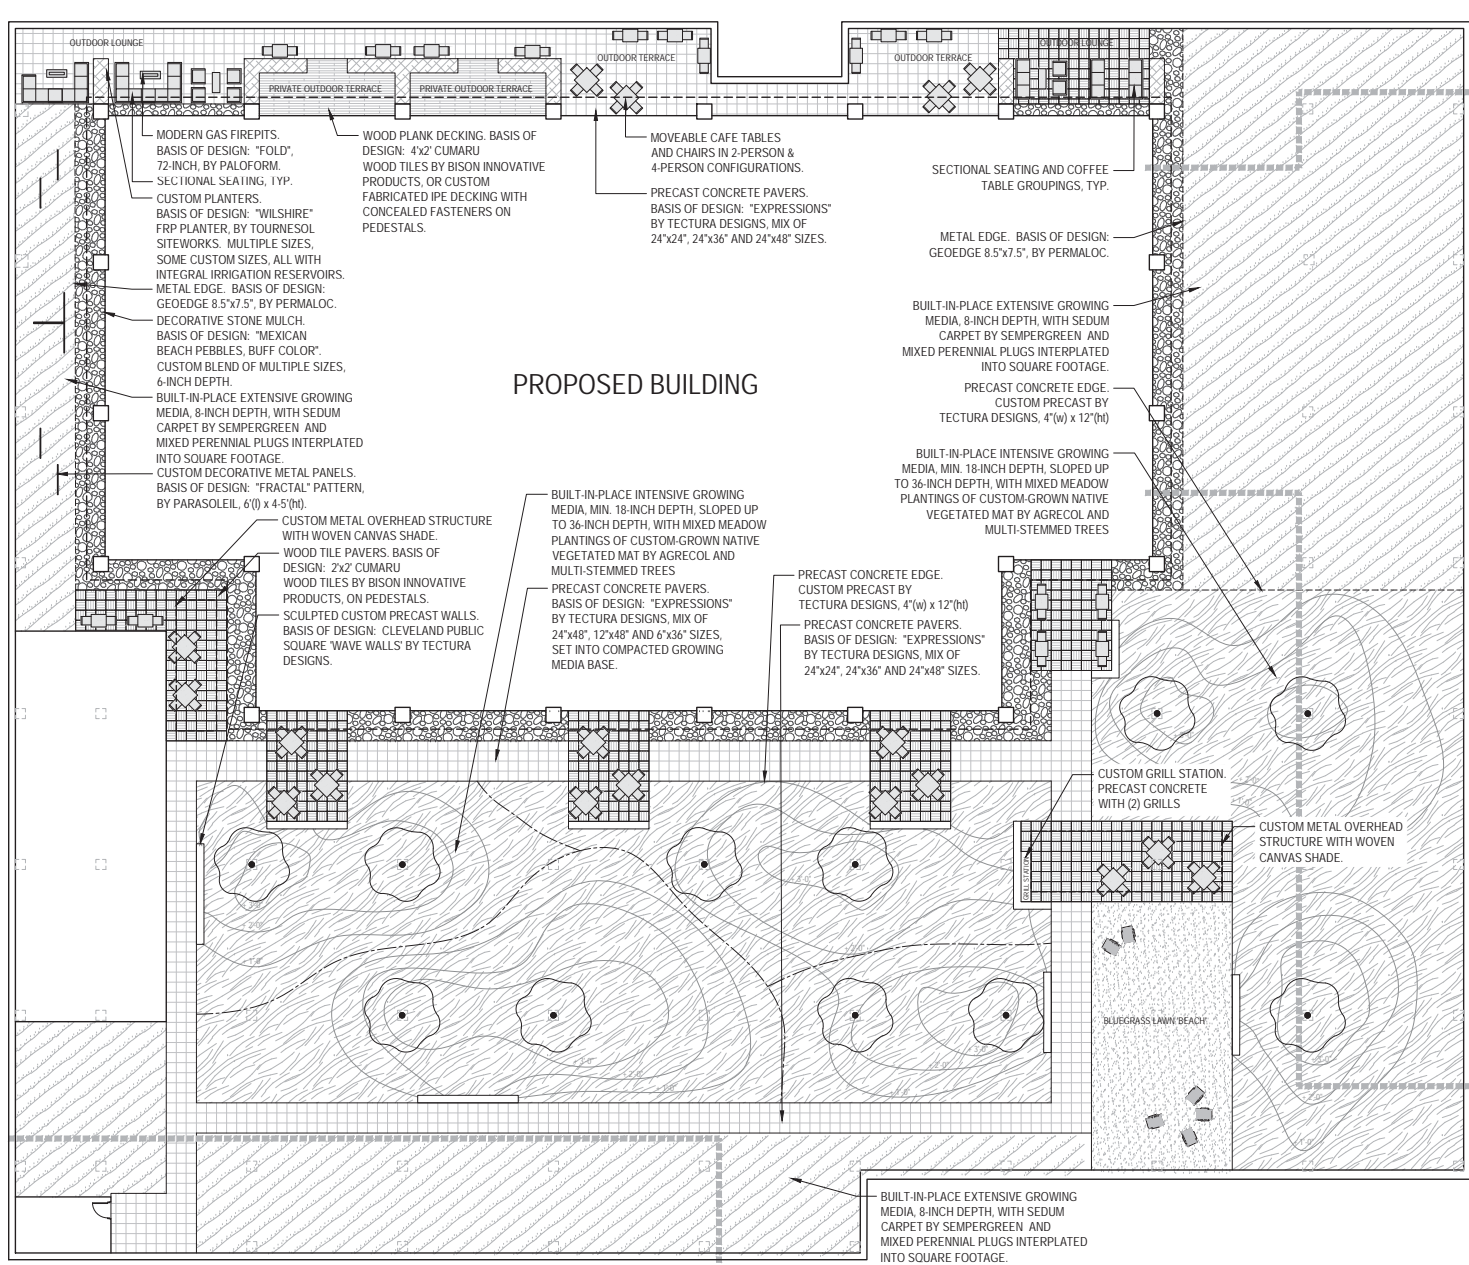 OUTDOOR LOUNGE
OUTDOOR TERRACE
OUTDOOR TERRACE
OUTDOOR LOUNGE
PRIVATE OUTDOOR TERRACE
PRIVATE OUTDOOR TERRACE
MODERN GAS FIREPITS.
BASIS OF DESIGN: "FOLD",
72-INCH, BY PALOFORM.
SECTIONAL SEATING, TYP.
CUSTOM PLANTERS.
BASIS OF DESIGN: "WILSHIRE"
FRP PLANTER, BY TOURNESOL
SITEWORKS. MULTIPLE SIZES,
SOME CUSTOM SIZES, ALL WITH
INTEGRAL IRRIGATION RESERVOIRS.
METAL EDGE. BASIS OF DESIGN:
GEOEDGE 8.5"x7.5", BY PERMALOC.
DECORATIVE STONE MULCH.
BASIS OF DESIGN: "MEXICAN
BEACH PEBBLES, BUFF COLOR".
CUSTOM BLEND OF MULTIPLE SIZES,
6-INCH DEPTH.
BUILT-IN-PLACE EXTENSIVE GROWING
MEDIA, 8-INCH DEPTH, WITH SEDUM
CARPET BY SEMPERGREEN AND
MIXED PERENNIAL PLUGS INTERPLATED
INTO SQUARE FOOTAGE.
CUSTOM DECORATIVE METAL PANELS.
BASIS OF DESIGN: "FRACTAL" PATTERN,
BY PARASOLEIL, 6'(l) x 4-5'(ht).
WOOD PLANK DECKING. BASIS OF
DESIGN: 4'x2' CUMARU
WOOD TILES BY BISON INNOVATIVE
PRODUCTS, OR CUSTOM
FABRICATED IPE DECKING WITH
CONCEALED FASTENERS ON
PEDESTALS.
MOVEABLE CAFE TABLES
AND CHAIRS IN 2-PERSON &
4-PERSON CONFIGURATIONS.
PRECAST CONCRETE PAVERS.
BASIS OF DESIGN: "EXPRESSIONS"
BY TECTURA DESIGNS, MIX OF
24"x24", 24"x36" AND 24"x48" SIZES.
SECTIONAL SEATING AND COFFEE
TABLE GROUPINGS, TYP.
METAL EDGE. BASIS OF DESIGN:
GEOEDGE 8.5"x7.5", BY PERMALOC.
BUILT-IN-PLACE EXTENSIVE GROWING
MEDIA, 8-INCH DEPTH, WITH SEDUM
CARPET BY SEMPERGREEN AND
MIXED PERENNIAL PLUGS INTERPLATED
INTO SQUARE FOOTAGE.
PRECAST CONCRETE EDGE.
CUSTOM PRECAST BY
TECTURA DESIGNS, 4"(w) x 12"(ht)
BUILT-IN-PLACE INTENSIVE GROWING
MEDIA, MIN. 18-INCH DEPTH, SLOPED UP
TO 36-INCH DEPTH, WITH MIXED MEADOW
PLANTINGS OF CUSTOM-GROWN NATIVE
VEGETATED MAT BY AGRECOL AND
MULTI-STEMMED TREES
PROPOSED BUILDING
CUSTOM METAL OVERHEAD STRUCTURE
WITH WOVEN CANVAS SHADE.
WOOD TILE PAVERS. BASIS OF
DESIGN: 2'x2' CUMARU
WOOD TILES BY BISON INNOVATIVE
PRODUCTS, ON PEDESTALS.
SCULPTED CUSTOM PRECAST WALLS.
BASIS OF DESIGN: CLEVELAND PUBLIC
SQUARE 'WAVE WALLS' BY TECTURA
DESIGNS.
BUILT-IN-PLACE INTENSIVE GROWING
MEDIA, MIN. 18-INCH DEPTH, SLOPED UP
TO 36-INCH DEPTH, WITH MIXED MEADOW
PLANTINGS OF CUSTOM-GROWN NATIVE
VEGETATED MAT BY AGRECOL AND
MULTI-STEMMED TREES
PRECAST CONCRETE PAVERS.
BASIS OF DESIGN: "EXPRESSIONS"
BY TECTURA DESIGNS, MIX OF
24"x48", 12"x48" AND 6"x36" SIZES,
SET INTO COMPACTED GROWING
MEDIA BASE.
PRECAST CONCRETE EDGE.
CUSTOM PRECAST BY
TECTURA DESIGNS, 4"(w) x 12"(ht)
PRECAST CONCRETE PAVERS.
BASIS OF DESIGN: "EXPRESSIONS"
BY TECTURA DESIGNS, MIX OF
24"x24", 24"x36" AND 24"x48" SIZES.
CUSTOM GRILL STATION.
PRECAST CONCRETE
WITH (2) GRILLS
CUSTOM METAL OVERHEAD
STRUCTURE WITH WOVEN
CANVAS SHADE.
GRILL STATION
BLUEGRASS LAWN 'BEACH'
BUILT-IN-PLACE EXTENSIVE GROWING
MEDIA, 8-INCH DEPTH, WITH SEDUM
CARPET BY SEMPERGREEN AND
MIXED PERENNIAL PLUGS INTERPLATED
INTO SQUARE FOOTAGE.